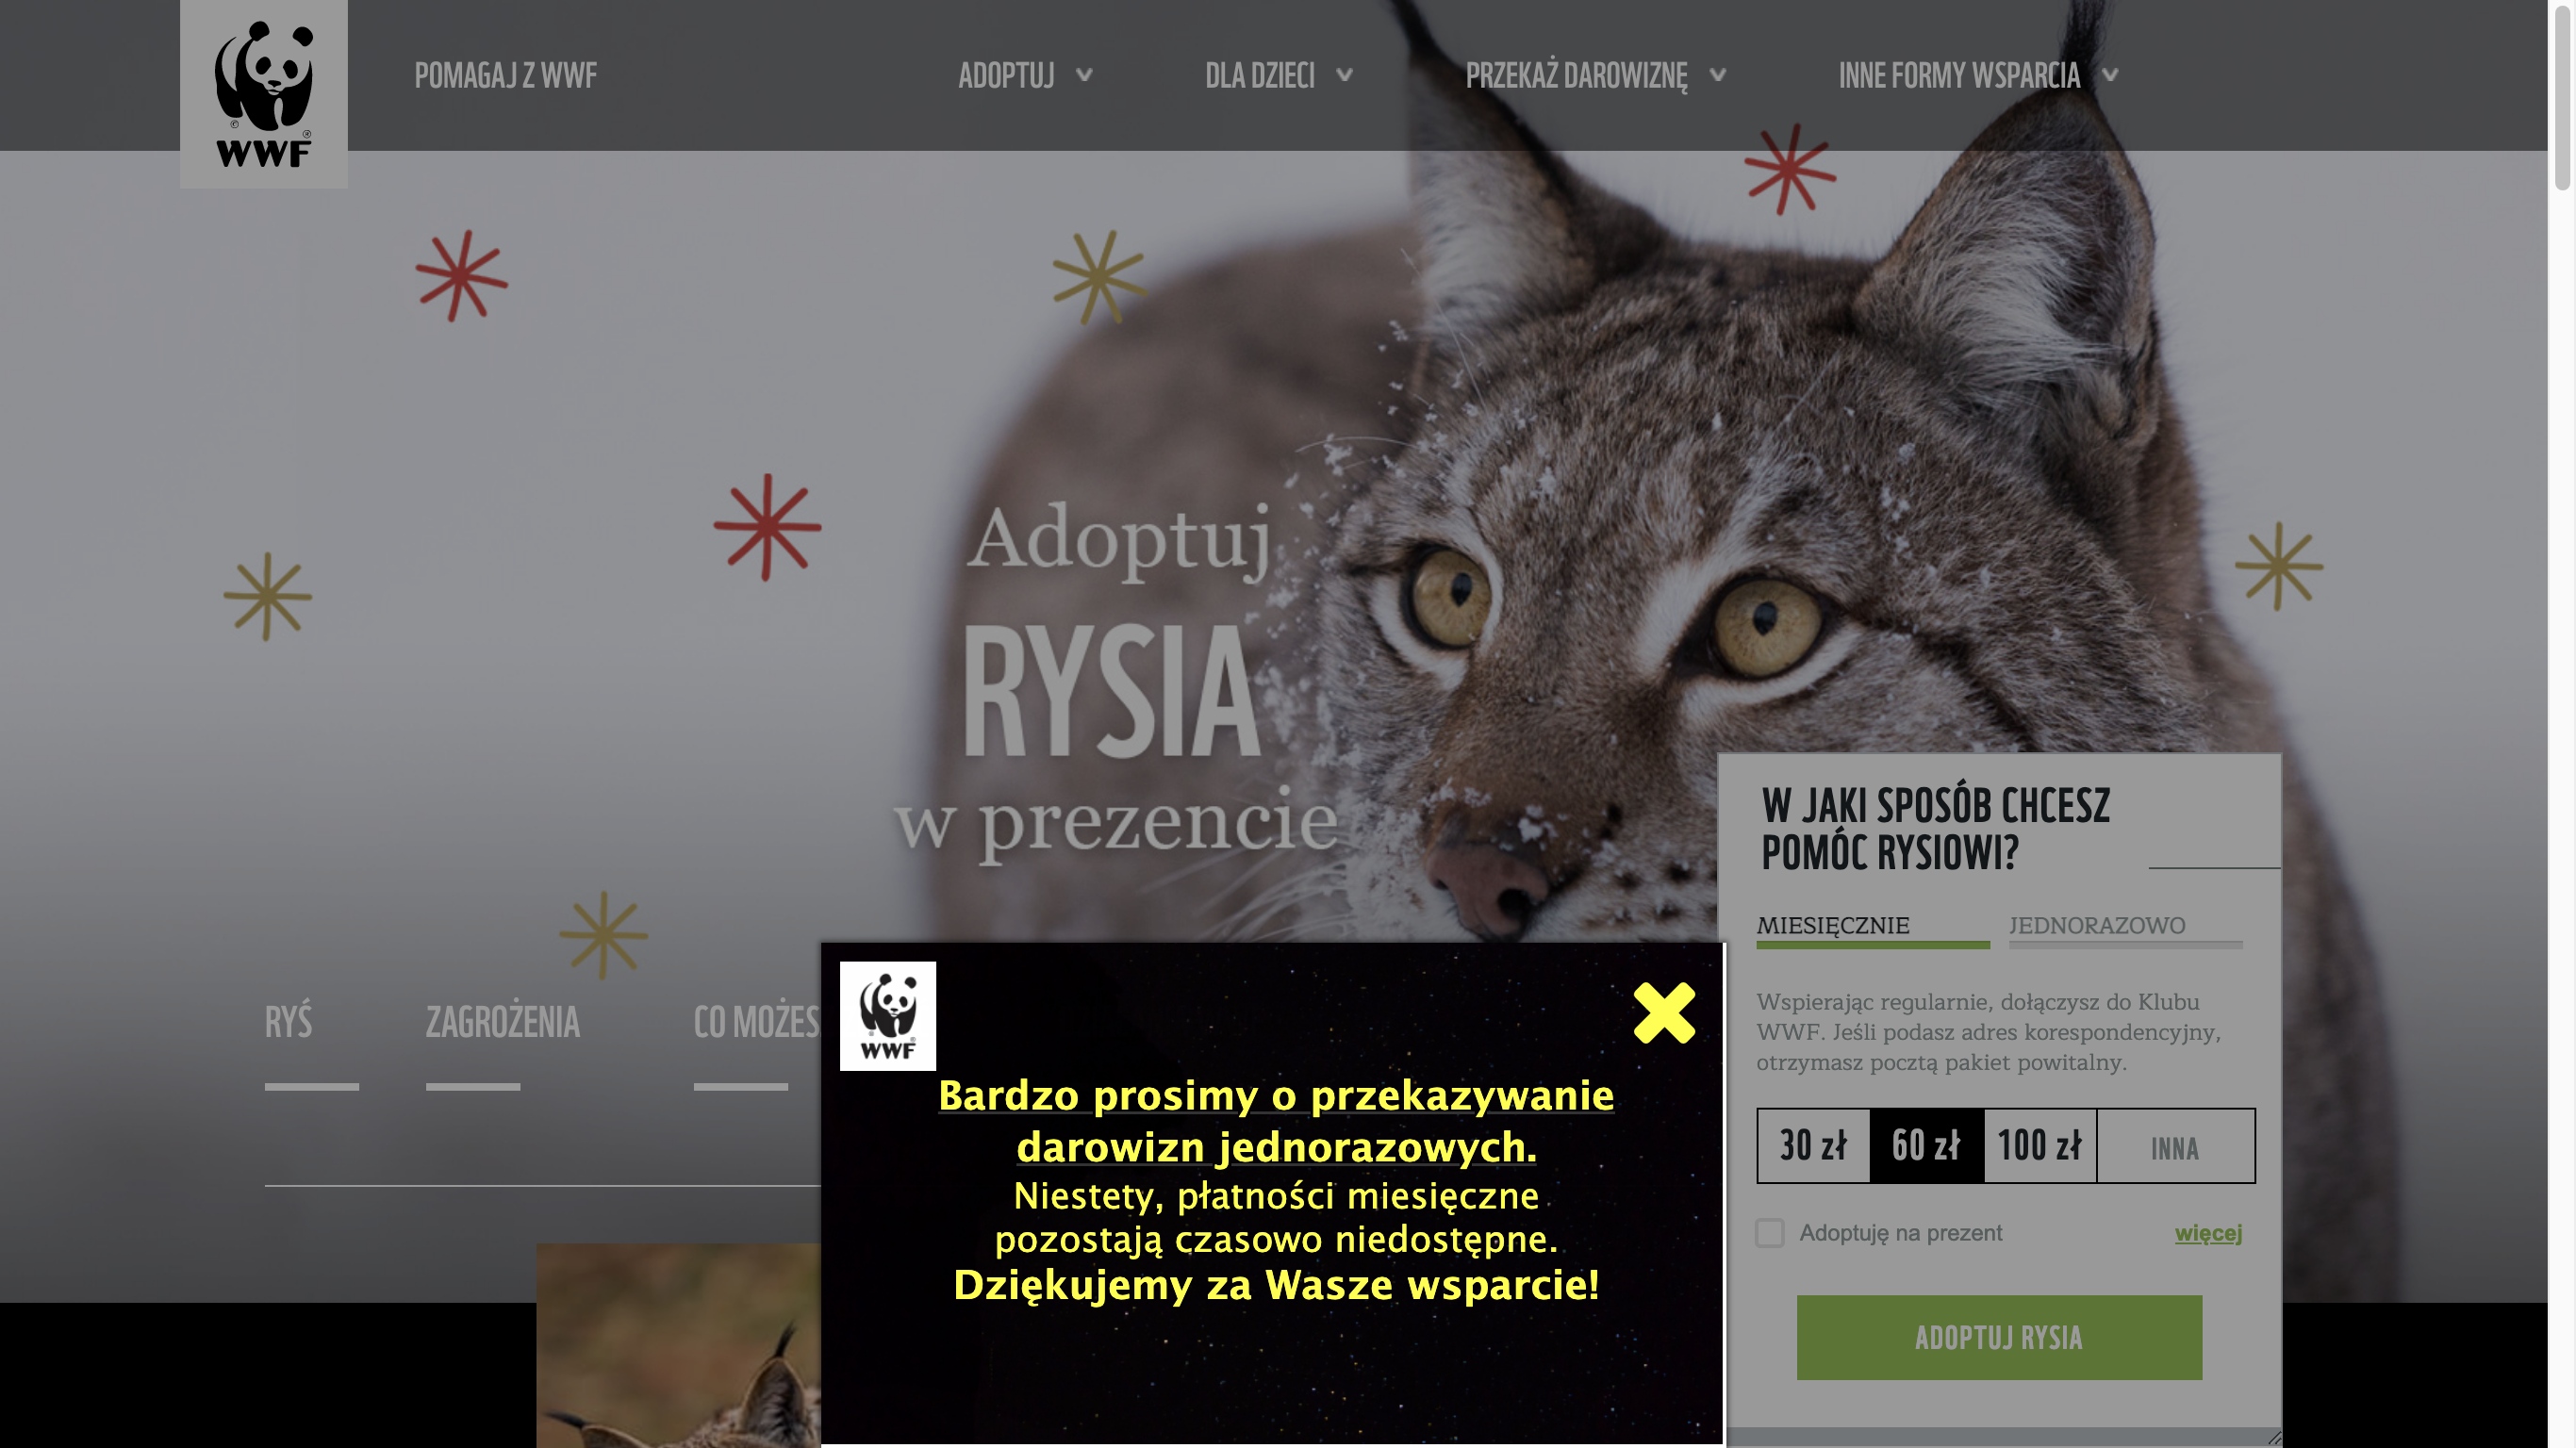 WWF
POMAGAJ Z WWF
ADOPTUJ
DLA DZIECI
PRZEKAŻ DAROWIZNĘ
INNE FORMY WSPARCIA
Adoptuj
RYSIA
w prezencie
RYŚ
ZAGROŻENIA
CO MOŻES
W JAKI SPOSÓB CHCESZ
POMÓC RYSIOWI?
MIESIĘCZNIE
JEDNORAZOWO
Wspierając regularnie, dołączysz do Klubu
WWF. Jeśli podasz adres korespondencyjny,
otrzymasz pocztą pakiet powitalny.
30 zł
60 zł
100 zł
INNA
Adoptuję na prezent
więcej
ADOPTUJ RYSIA
WWF
Bardzo prosimy o przekazywanie
darowizn jednorazowych.
Niestety, płatności miesięczne
pozostają czasowo niedostępne.
Dziękujemy za Wasze wsparcie!